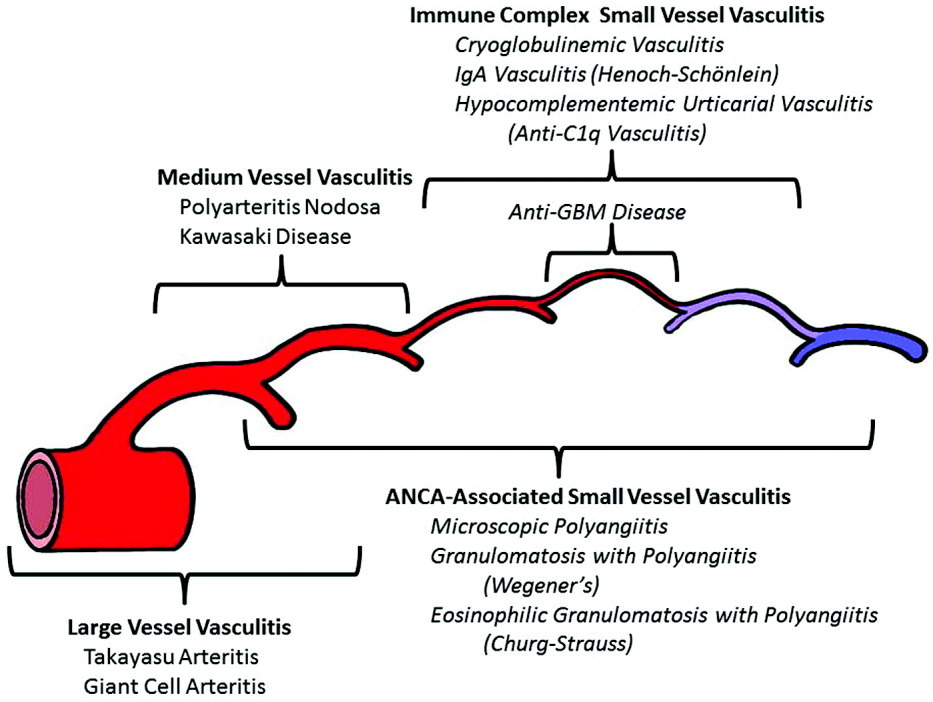 Immune Complex Small Vessel Vasculitis
Cryoglobulinemic Vasculitis
IgA Vasculitis (Henoch-Schönlein)
Hypocomplementemic Urticarial Vasculitis
(Anti-C1q Vasculitis)
Medium Vessel Vasculitis
Polyarteritis Nodosa
Kawasaki Disease
Anti-GBM Disease
ANCA-Associated Small Vessel Vasculitis
Microscopic Polyangiitis
Granulomatosis with Polyangiitis
(Wegener's)
Eosinophilic Granulomatosis with Polyangiitis
(Churg-Strauss)
Large Vessel Vasculitis
Takayasu Arteritis
Giant Cell Arteritis